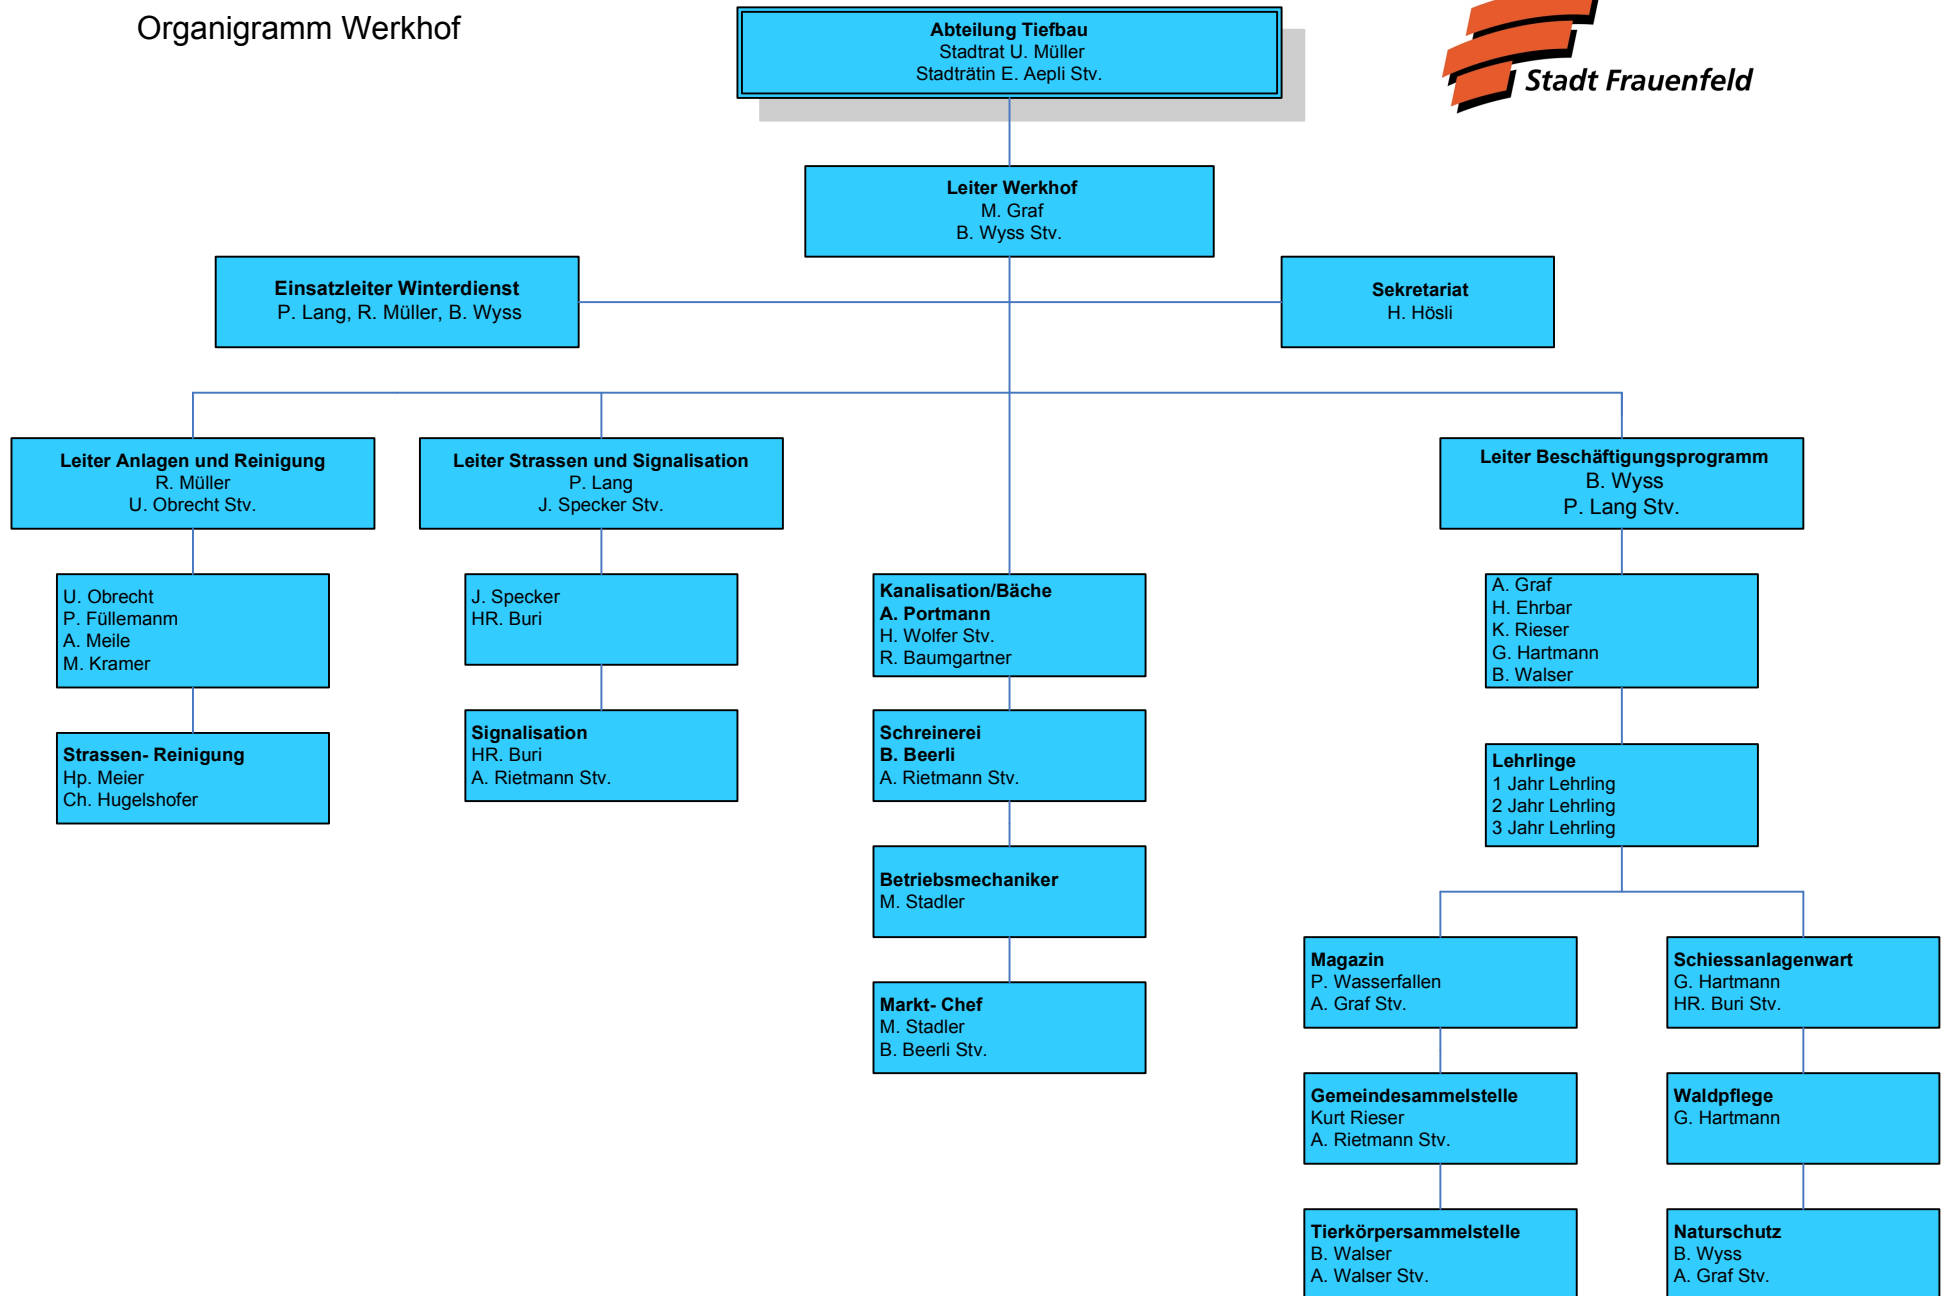 Organigramm Werkhof
Abteilung Tiefbau
Stadtrat U. Müller
Stadträtin E. Aepli Stv.
Stadt Frauenfeld
Leiter Werkhof
M. Graf
B. Wyss Stv.
Einsatzleiter Winterdienst
P. Lang, R. Müller, B. Wyss
Sekretariat
H. Hösli
Leiter Anlagen und Reinigung
R. Müller
U. Obrecht Stv.
Leiter Strassen und Signalisation
P. Lang
J. Specker Stv.
Leiter Beschäftigungsprogramm
B. Wyss
P. Lang Stv.
U. Obrecht
P. Füllemanm
A. Meile
M. Kramer
J. Specker
HR. Buri
Kanalisation/Bäche
A. Portmann
H. Wolfer Stv.
R. Baumgartner
A. Graf
H. Ehrbar
K. Rieser
G. Hartmann
B. Walser
Strassen- Reinigung
Hp. Meier
Ch. Hugelshofer
Signalisation
HR. Buri
A. Rietmann Stv.
Schreinerei
B. Beerli
A. Rietmann Stv.
Lehrlinge
1 Jahr Lehrling
2 Jahr Lehrling
3 Jahr Lehrling
Betriebsmechaniker
M. Stadler
Markt- Chef
M. Stadler
B. Beerli Stv.
Magazin
P. Wasserfallen
A. Graf Stv.
Schiessanlagenwart
G. Hartmann
HR. Buri Stv.
Gemeindesammelstelle
Kurt Rieser
A. Rietmann Stv.
Waldpflege
G. Hartmann
Tierkörpersammelstelle
B. Walser
A. Walser Stv.
Naturschutz
B. Wyss
A. Graf Stv.